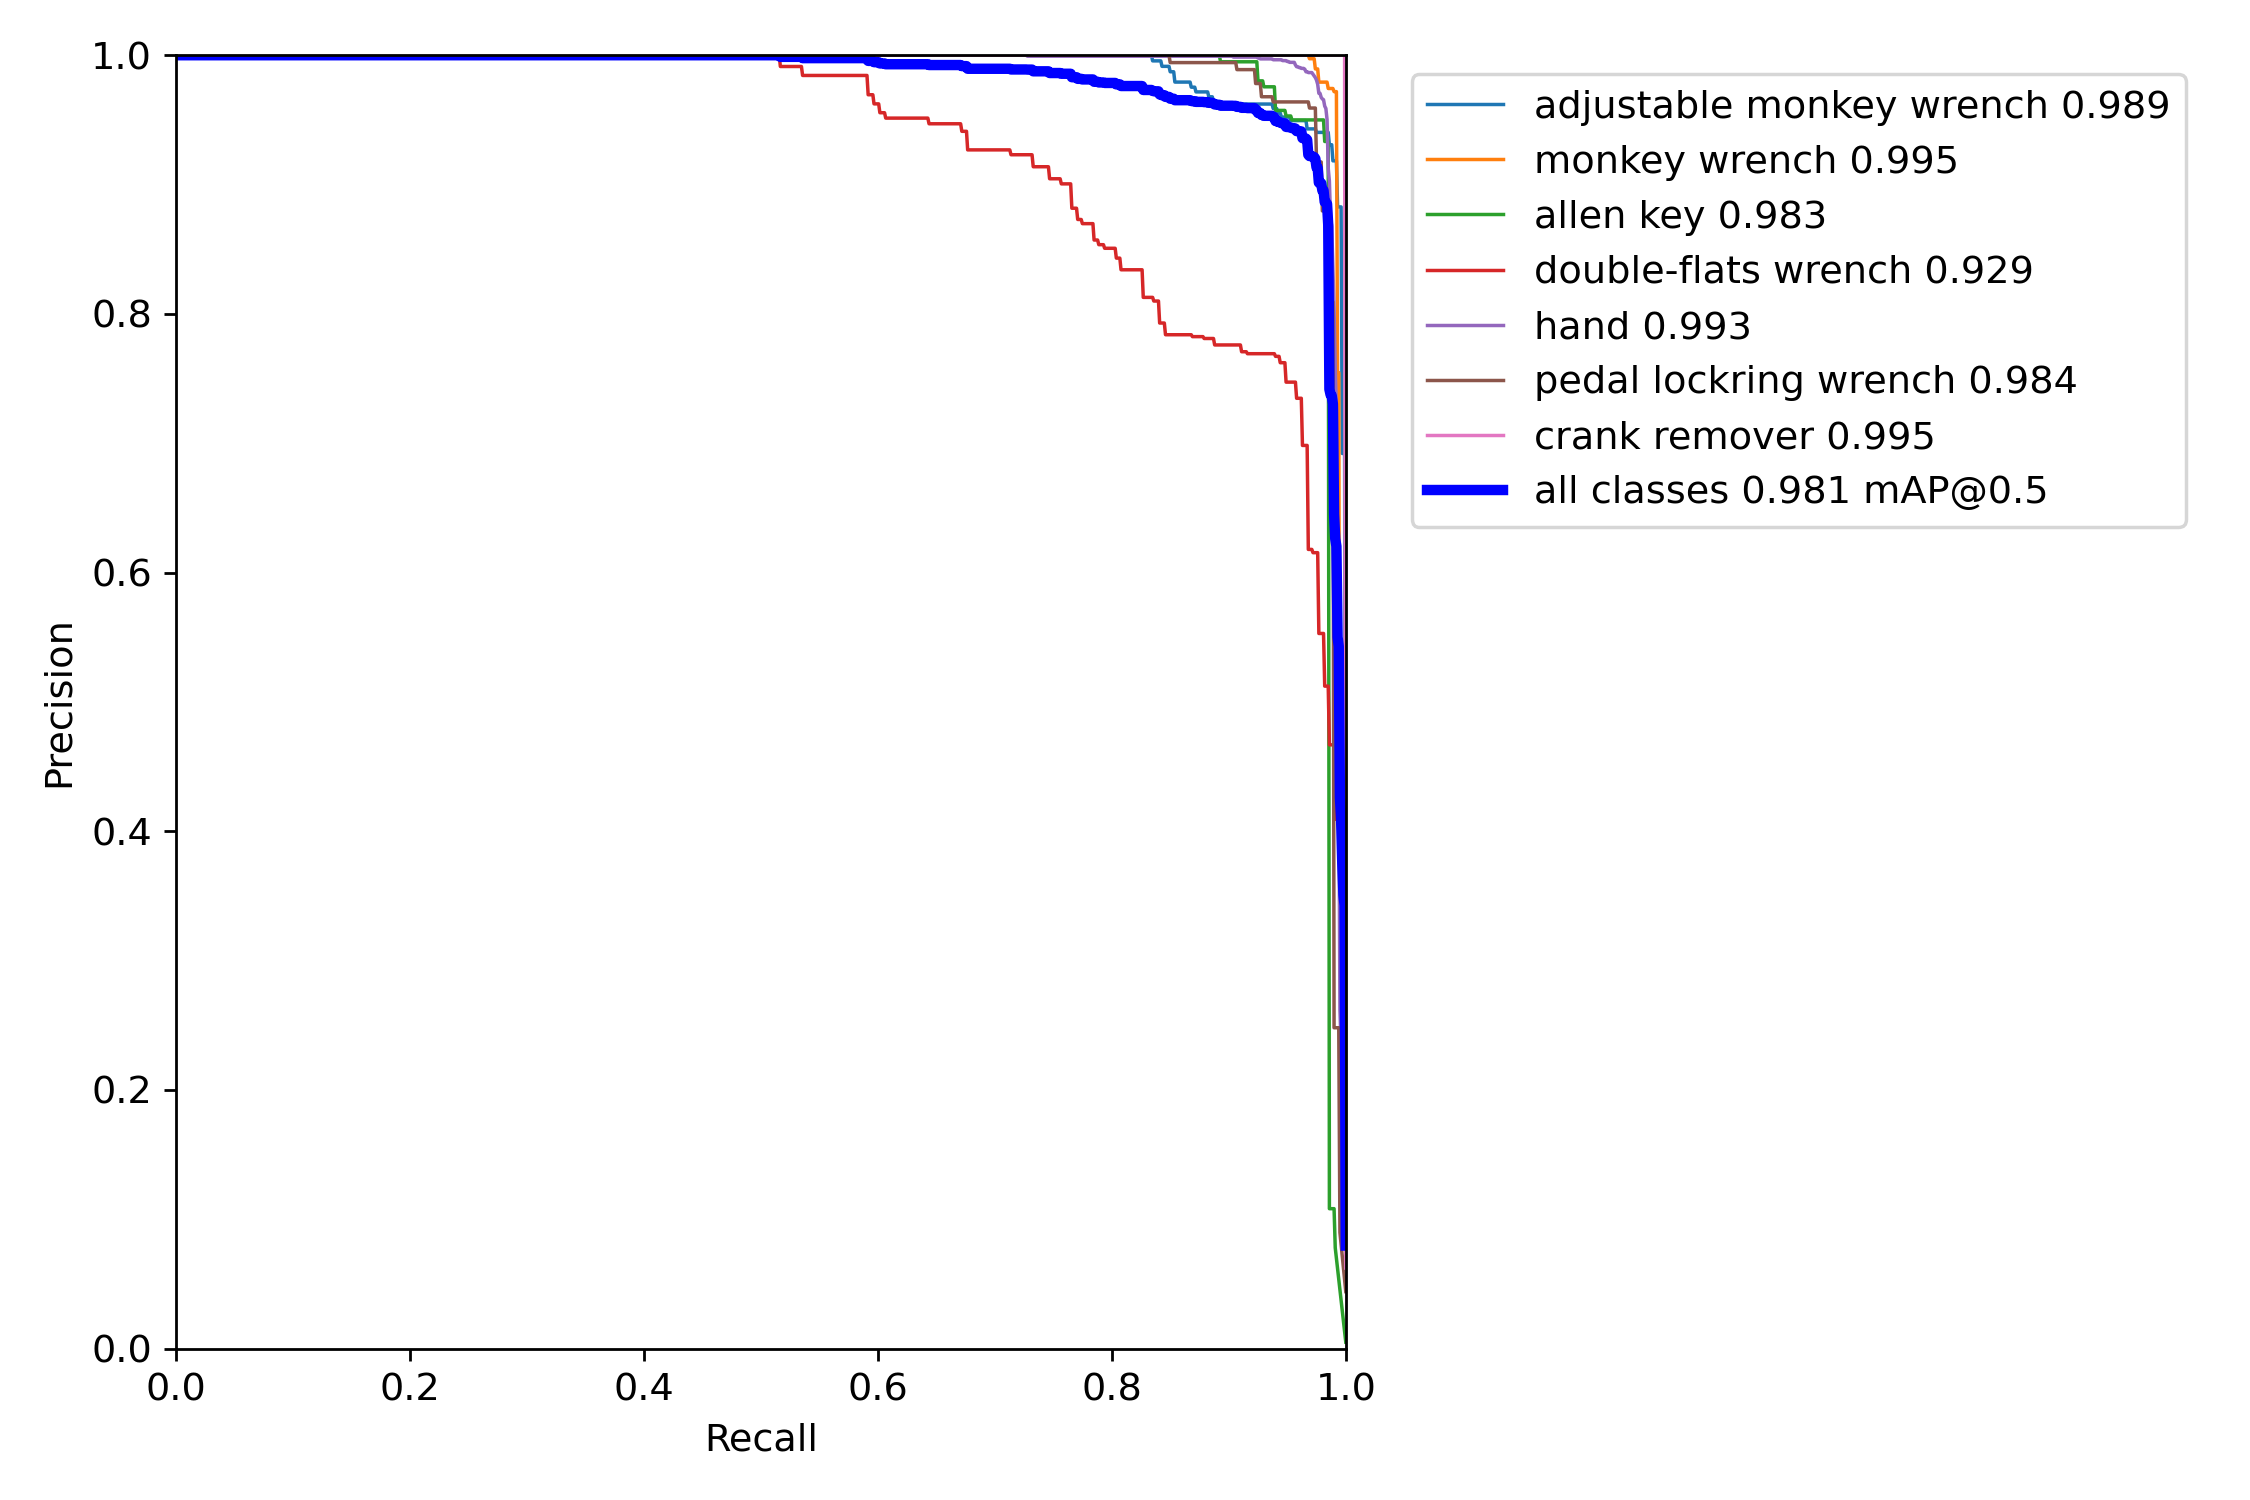 1.0
0.8
0.6
0.4
0.2
0.0
Precision
0.0 0.2 0.4 0.6 0.8 1.0
Recall
adjustable monkey wrench 0.989
monkey wrench 0.995
allen key 0.983
double-flats wrench 0.929
hand 0.993
pedal lockring wrench 0.984
crank remover 0.995
all classes 0.981 mAP@0.5